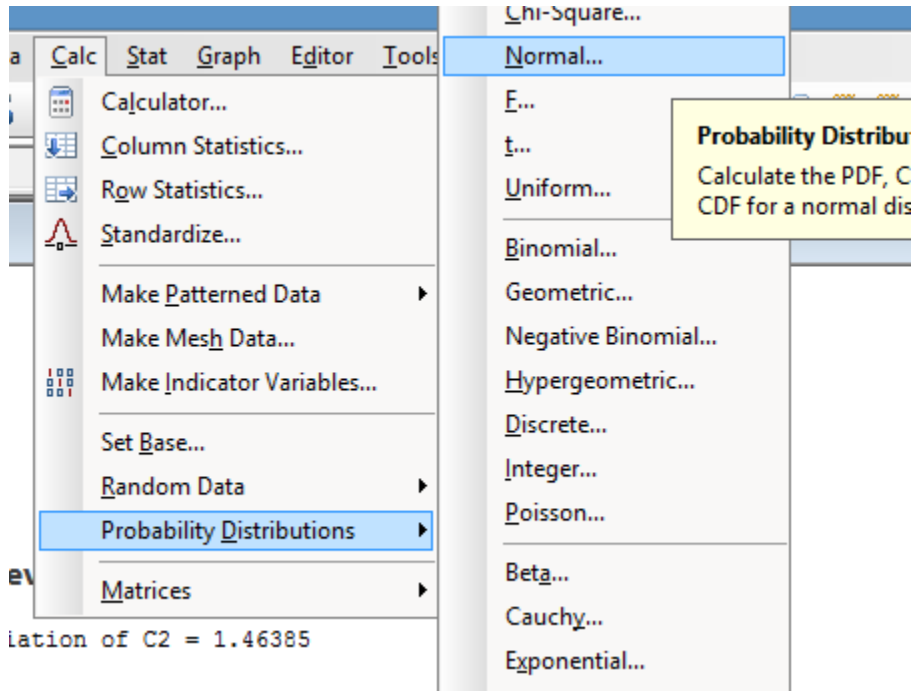 a Calc Stat Graph Editor Tools
Calculator...
Column Statistics...
Row Statistics...
Standardize...
Make Patterned Data
Make Mesh Data...
Make Indicator Variables...
Set Base...
Random Data
Probability Distributions
Matrices
Chi-Square...
Normal...
F...
t...
Uniform...
Binomial...
Geometric...
Negative Binomial...
Hypergeometric...
Discrete...
Integer...
Poisson...
Beta...
Cauchy...
Exponential...
Probability Distribu
Calculate the PDF, C
CDF for a normal dis
ev
iation of C2 = 1.46385